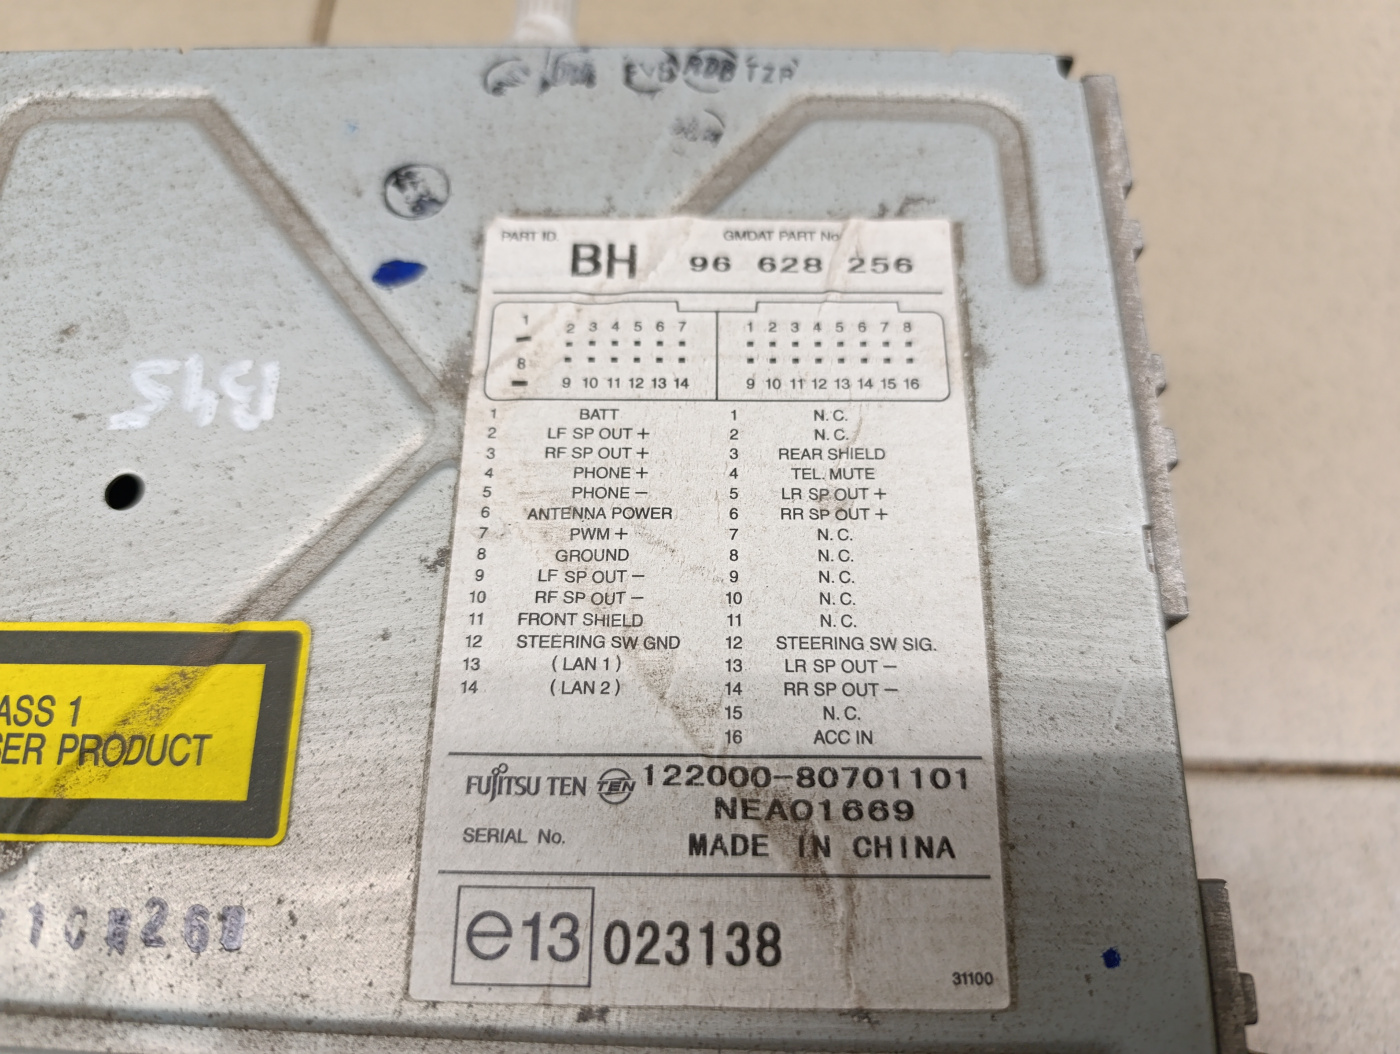 TZR
PART ID. GMDAT PART No
BH 96 628 256
1 2 3 4 5 6 7 1 2 3 4 5 6 7 8
8 9 10 11 12 13 14 9 10 11 12 13 14 15 16
1 BATT 1 N.C.
2 LF SP OUT + 2 N.C.
3 RF SP OUT + 3 REAR SHIELD
4 PHONE + 4 TEL. MUTE
5 PHONE − 5 LR SP OUT +
6 ANTENNA POWER 6 RR SP OUT +
7 PWM + 7 N.C.
8 GROUND 8 N.C.
9 LF SP OUT − 9 N.C.
10 RF SP OUT − 10 N.C.
11 FRONT SHIELD 11 N.C.
12 STEERING SW GND 12 STEERING SW SIG.
13 (LAN 1) 13 LR SP OUT −
14 (LAN 2) 14 RR SP OUT −
15 N.C.
16 ACC IN
FUJITSU TEN TEN 122000-80701101
NEA01669
SERIAL No. MADE IN CHINA
e13 023138
31100
B45
ASS 1
SER PRODUCT